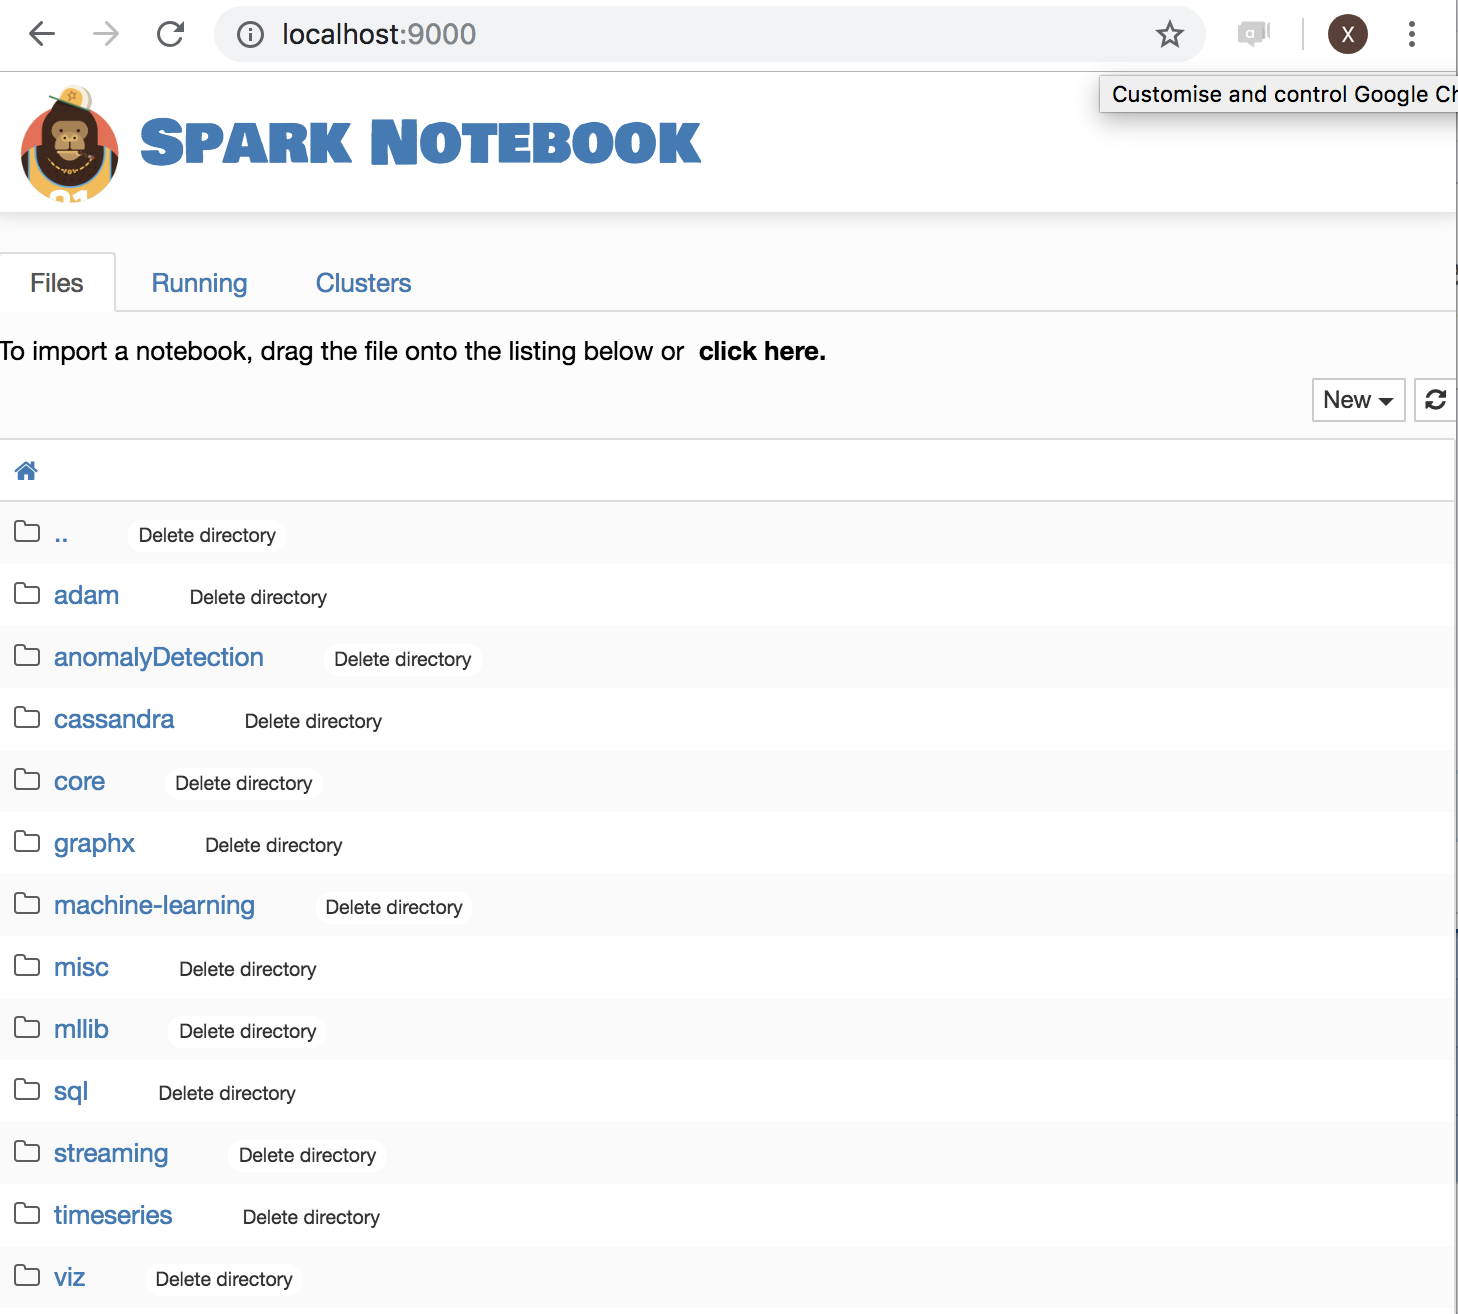 localhost:9000
X
Customise and control Google Ch
SPARK NOTEBOOK
Files Running Clusters
To import a notebook, drag the file onto the listing below or click here.
New
.. Delete directory
adam Delete directory
anomalyDetection Delete directory
cassandra Delete directory
core Delete directory
graphx Delete directory
machine-learning Delete directory
misc Delete directory
mllib Delete directory
sql Delete directory
streaming Delete directory
timeseries Delete directory
viz Delete directory